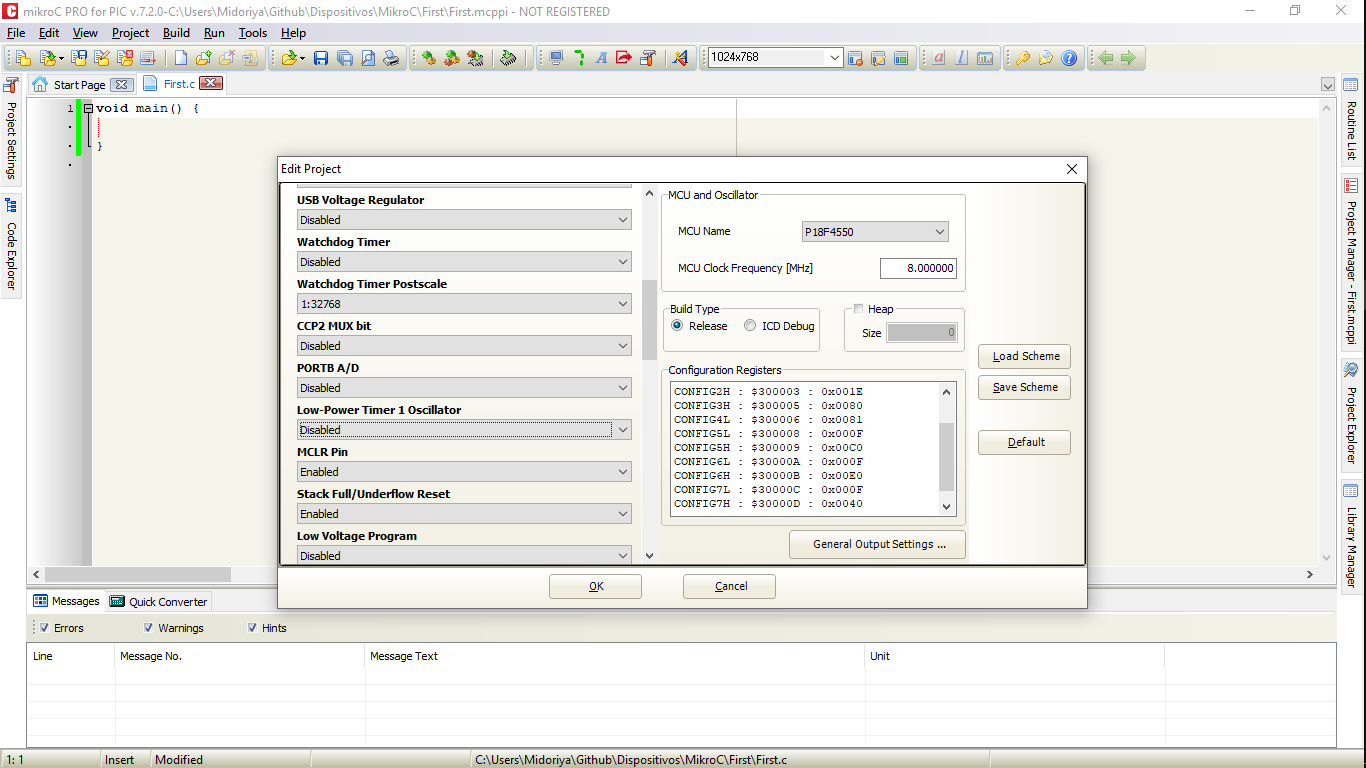 mikroC PRO for PIC v.7.2.0-C:\Users\Midoriya\Github\Dispositivos\MikroC\First\First.mcppi - NOT REGISTERED
File Edit View Project Build Run Tools Help
1024x768
Start Page First.c
Project Settings
Code Explorer
1 void main() {
}
Routine List
Project Manager - First.mcppi
Project Explorer
Library Manager
Edit Project
USB Voltage Regulator
Disabled
Watchdog Timer
Disabled
Watchdog Timer Postscale
1:32768
CCP2 MUX bit
Disabled
PORTB A/D
Disabled
Low-Power Timer 1 Oscillator
Disabled
MCLR Pin
Enabled
Stack Full/Underflow Reset
Enabled
Low Voltage Program
Disabled
MCU and Oscillator
MCU Name P18F4550
MCU Clock Frequency [MHz] 8.000000
Build Type
Release ICD Debug
Heap
Size 0
Configuration Registers
CONFIG2H : $300003 : 0x001E
CONFIG3H : $300005 : 0x0080
CONFIG4L : $300006 : 0x0081
CONFIG5L : $300008 : 0x000F
CONFIG5H : $300009 : 0x00C0
CONFIG6L : $30000A : 0x000F
CONFIG6H : $30000B : 0x00E0
CONFIG7L : $30000C : 0x000F
CONFIG7H : $30000D : 0x0040
General Output Settings ...
Load Scheme
Save Scheme
Default
OK Cancel
Messages Quick Converter
Errors Warnings Hints
Line Message No. Message Text Unit
1: 1 Insert Modified C:\Users\Midoriya\Github\Dispositivos\MikroC\First\First.c